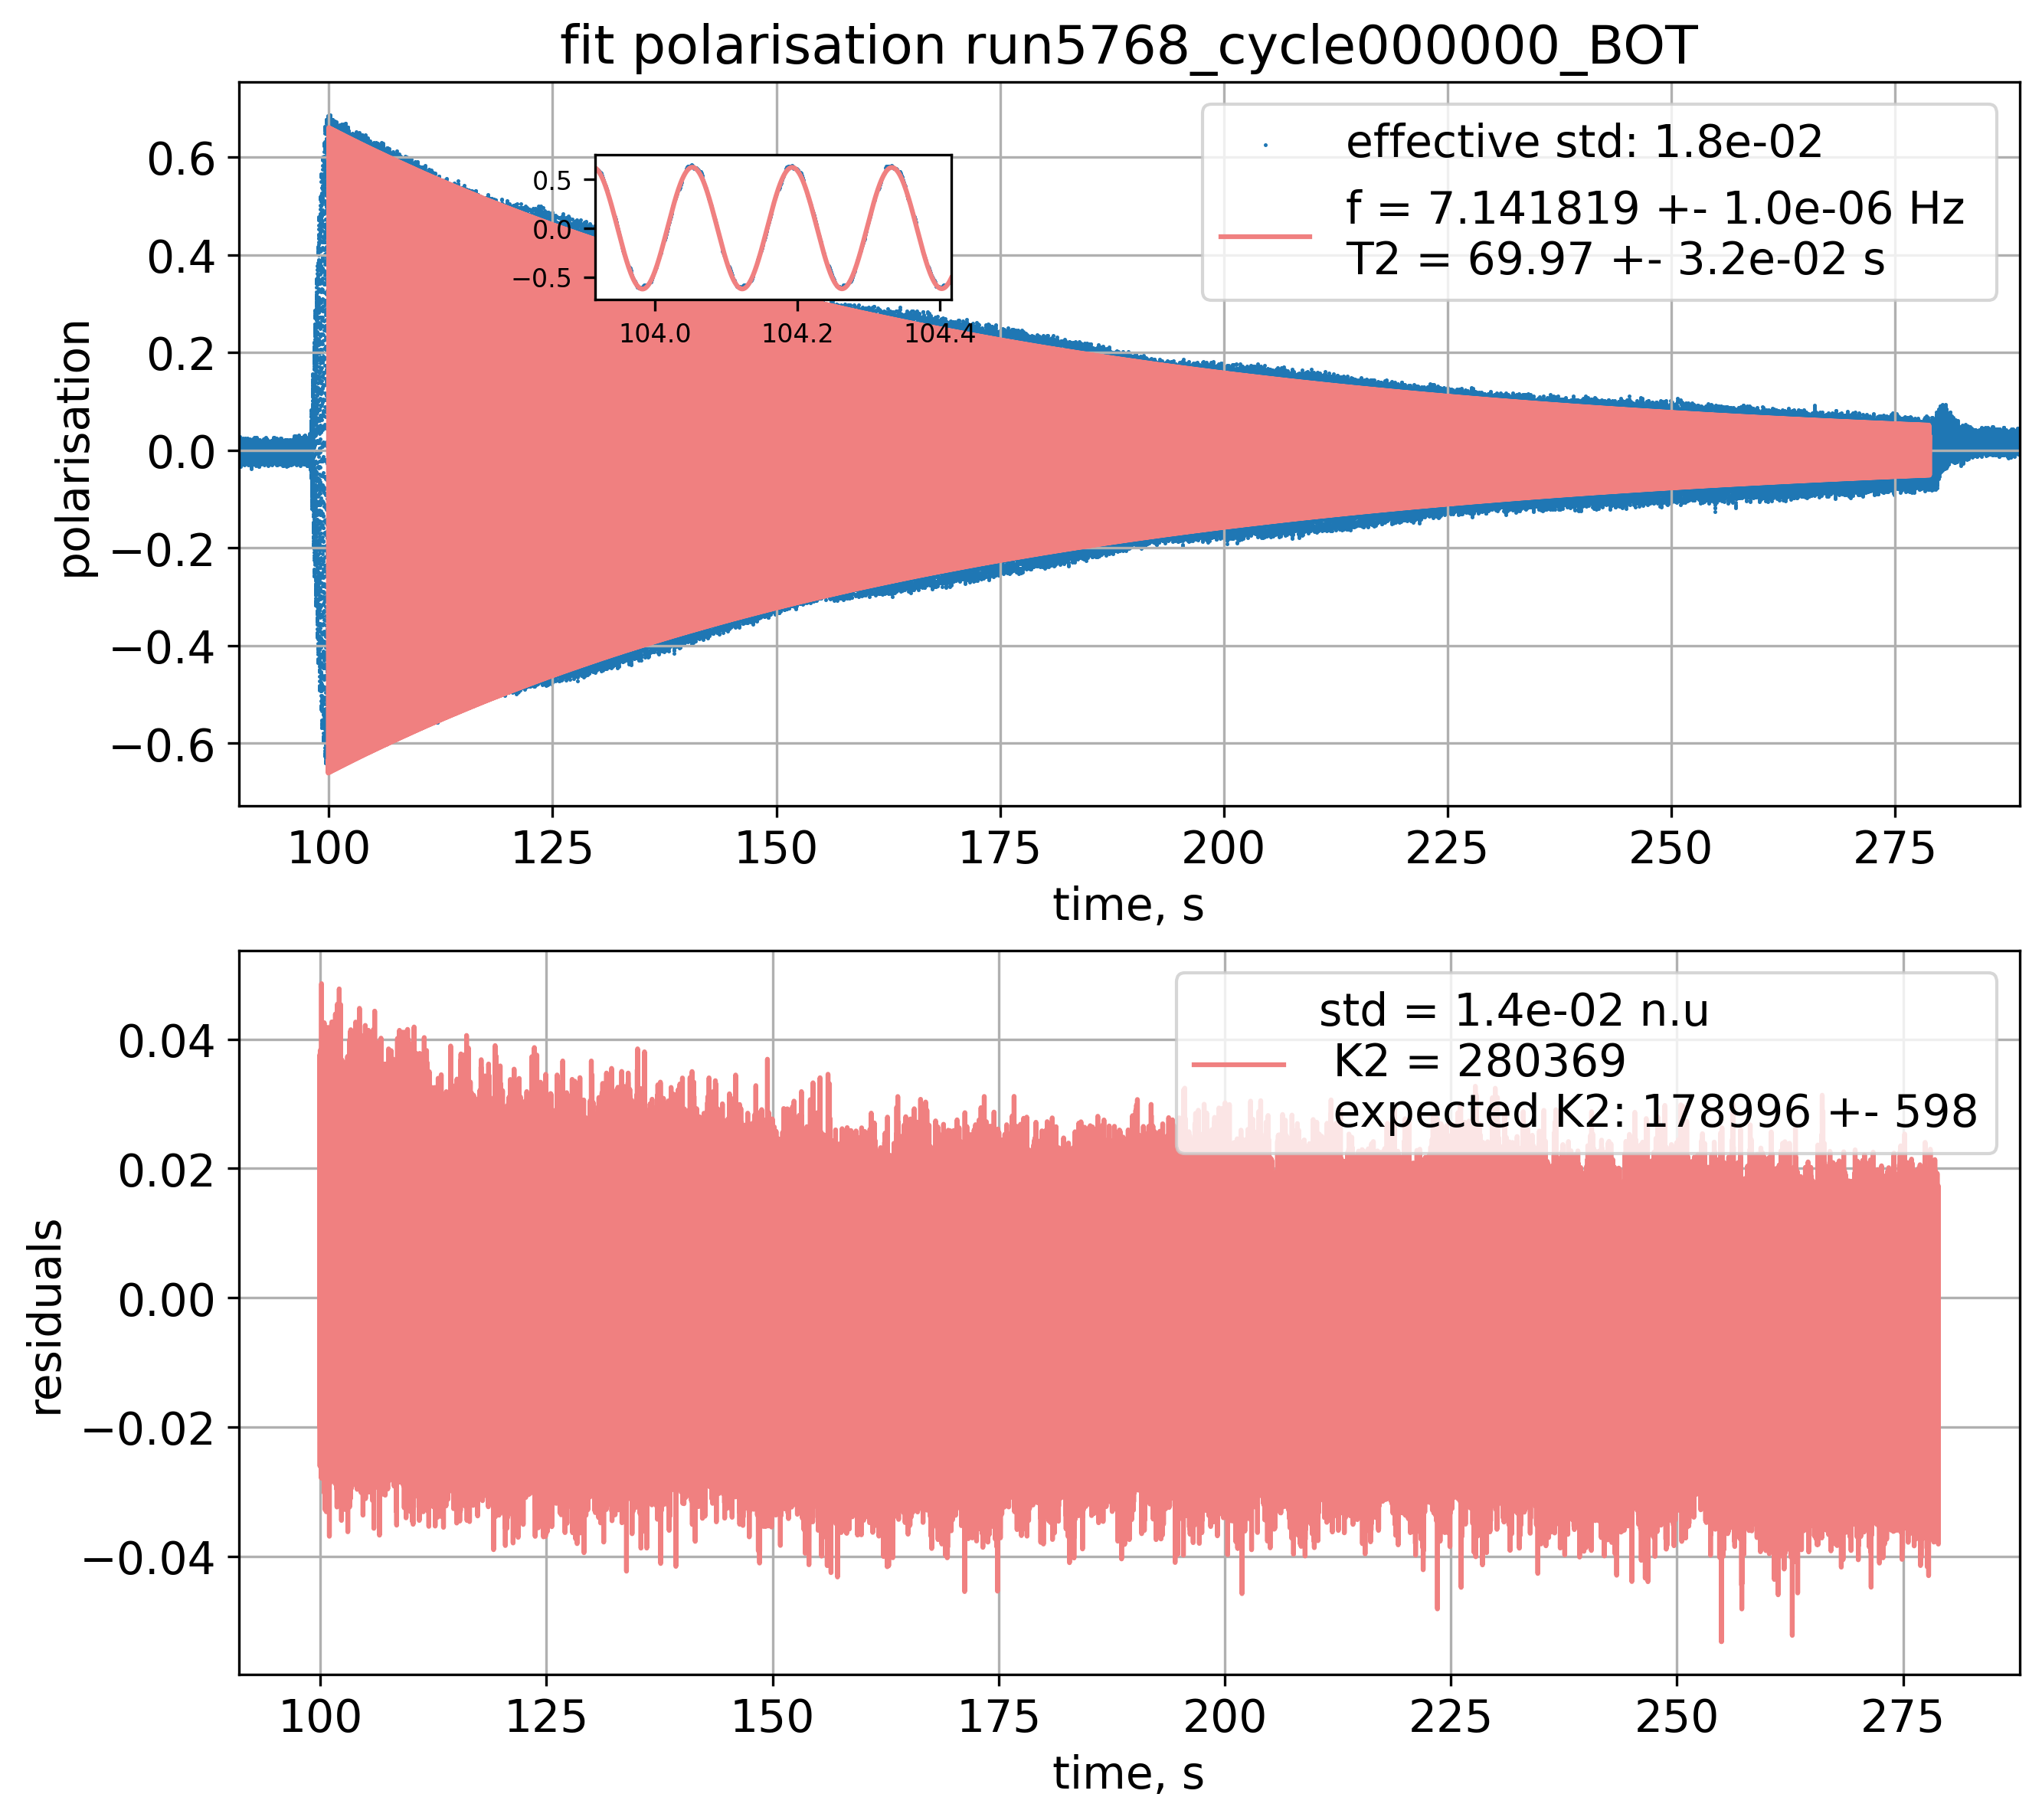 fit polarisation run5768_cycle000000_BOT
effective std: 1.8e-02
f = 7.141819 +- 1.0e-06 Hz
T2 = 69.97 +- 3.2e-02 s
0.5
0.0
−0.5
104.0 104.2 104.4
0.6
0.4
0.2
0.0
−0.2
−0.4
−0.6
polarisation
100 125 150 175 200 225 250 275
time, s
std = 1.4e-02 n.u
K2 = 280369
expected K2: 178996 +- 598
0.04
0.02
0.00
−0.02
−0.04
residuals
100 125 150 175 200 225 250 275
time, s